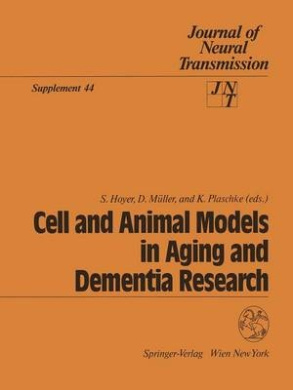 Journal of
Neural
Transmission
Supplement 44
JNT
S. Hoyer, D. Müller, and K. Plaschke (eds.)
Cell and Animal Models
in Aging and
Dementia Research
Springer-Verlag Wien New York